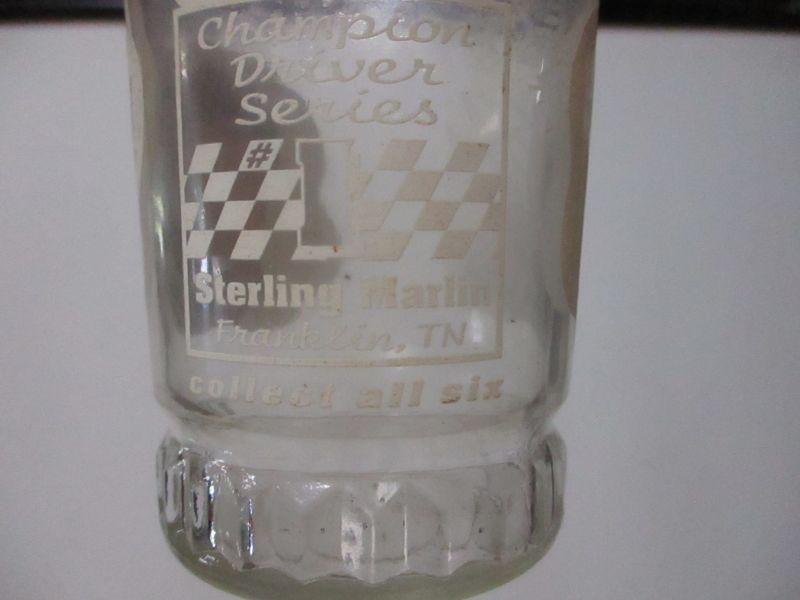 Champion
Driver
Series
#1
Sterling Marlin
Franklin, TN
collect all six